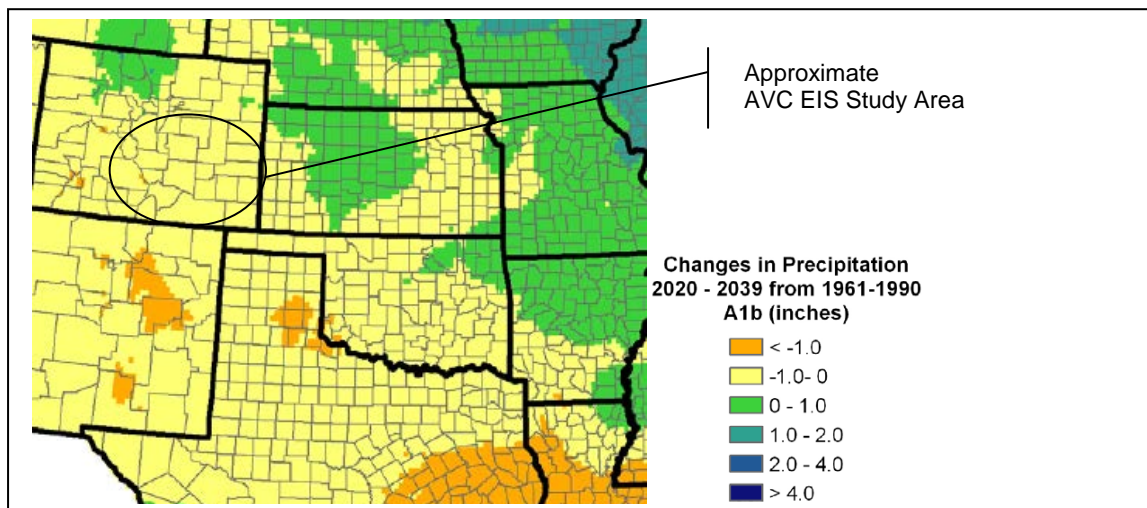 Approximate
AVC EIS Study Area
Changes in Precipitation
2020 - 2039 from 1961-1990
A1b (inches)
< -1.0
-1.0- 0
0 - 1.0
1.0 - 2.0
2.0 - 4.0
> 4.0